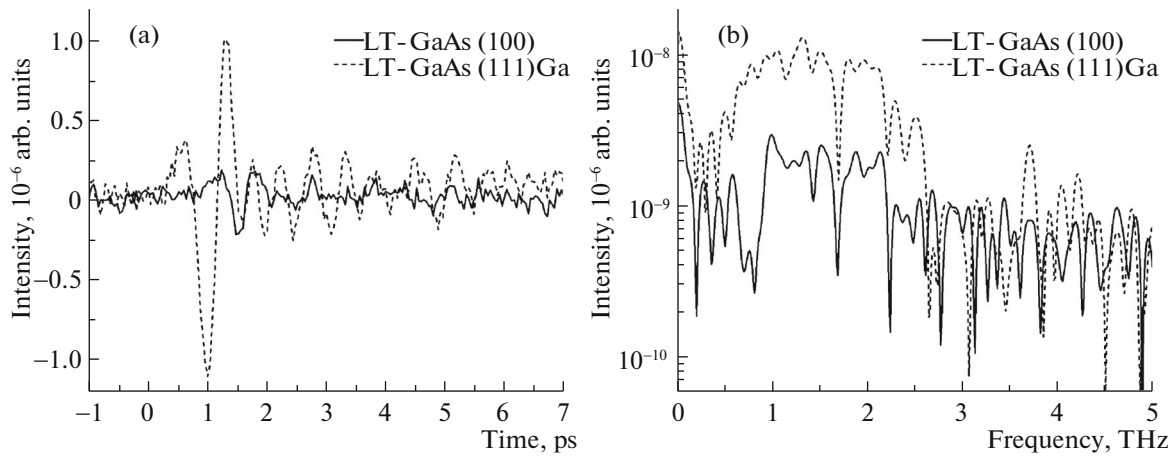 (a)
LT-GaAs (100)
LT-GaAs (111)Ga
Intensity, 10⁻⁶ arb. units
1.0
0.5
0
−0.5
−1.0
−1 0 1 2 3 4 5 6 7
Time, ps
(b)
LT-GaAs (100)
LT-GaAs (111)Ga
Intensity, 10⁻⁶ arb. units
10⁻⁸
10⁻⁹
10⁻¹⁰
0 1 2 3 4 5
Frequency, THz